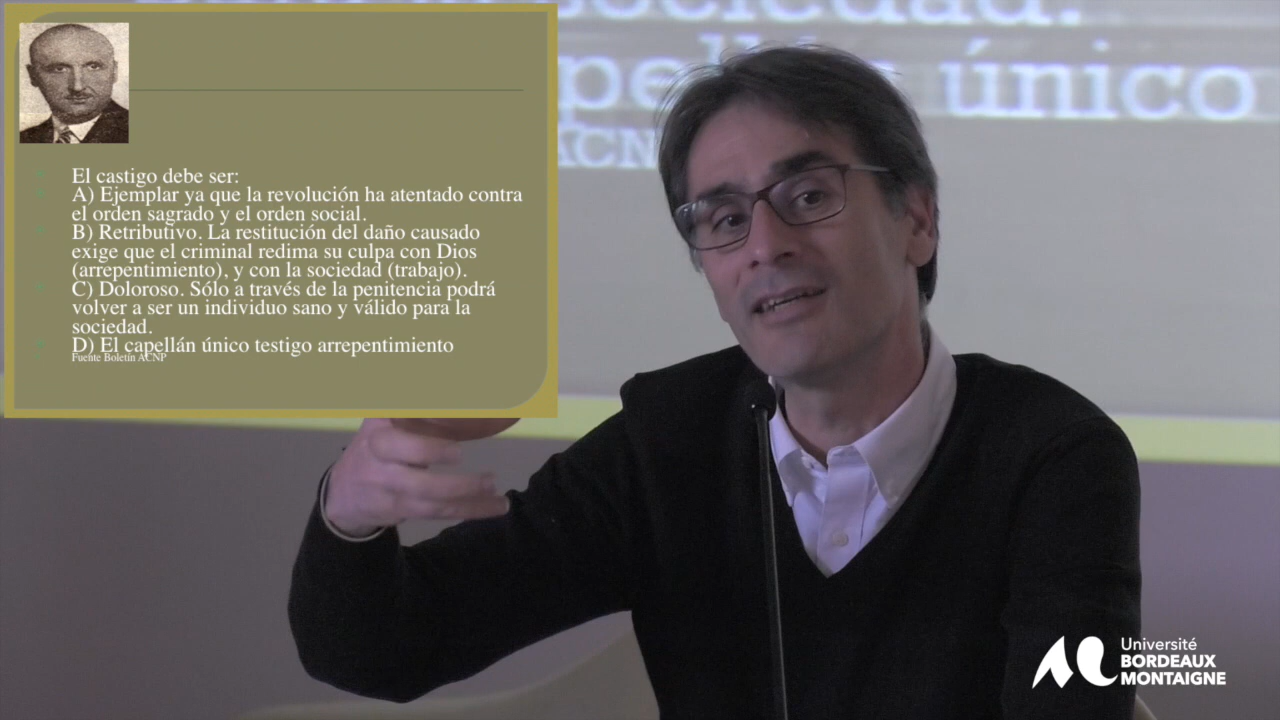 El castigo debe ser:
A) Ejemplar ya que la revolución ha atentado contra
el orden sagrado y el orden social.
B) Retributivo. La restitución del daño causado
exige que el criminal redima su culpa con Dios
(arrepentimiento), y con la sociedad (trabajo).
C) Doloroso. Sólo a través de la penitencia podrá
volver a ser un individuo sano y válido para la
sociedad.
D) El capellán único testigo arrepentimiento
Fuente Boletín ACNP
sociedad.
único
Université
BORDEAUX
MONTAIGNE